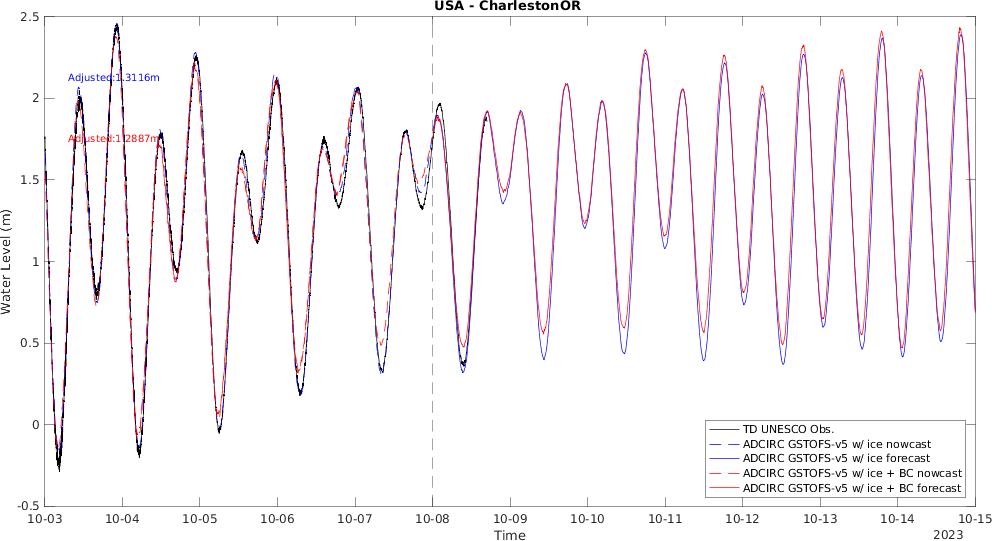 USA - CharlestonOR
Water Level (m)
2.5
2
1.5
1
0.5
0
-0.5
Adjusted:1.3116m
Adjusted:1.2887m
TD UNESCO Obs.
ADCIRC GSTOFS-v5 w/ ice nowcast
ADCIRC GSTOFS-v5 w/ ice forecast
ADCIRC GSTOFS-v5 w/ ice + BC nowcast
ADCIRC GSTOFS-v5 w/ ice + BC forecast
10-03 10-04 10-05 10-06 10-07 10-08 10-09 10-10 10-11 10-12 10-13 10-14 10-15
Time
2023